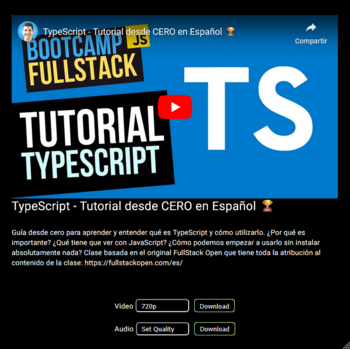 TypeScript - Tutorial desde CERO en Español 🏆
Compartir
BOOTCAMP JS
FULLSTACK
TUTORIAL
TYPESCRIPT
TS
TypeScript - Tutorial desde CERO en Español 🏆
Guía desde cero para aprender y entender qué es TypeScript y cómo utilizarlo. ¿Por qué es
importante? ¿Qué tiene que ver con JavaScript? ¿Cómo podemos empezar a usarlo sin instalar
absolutamente nada? Clase basada en el original FullStack Open que tiene toda la atribución al
contenido de la clase: https://fullstackopen.com/es/
Video 720p Download
Audio Set Quality Download